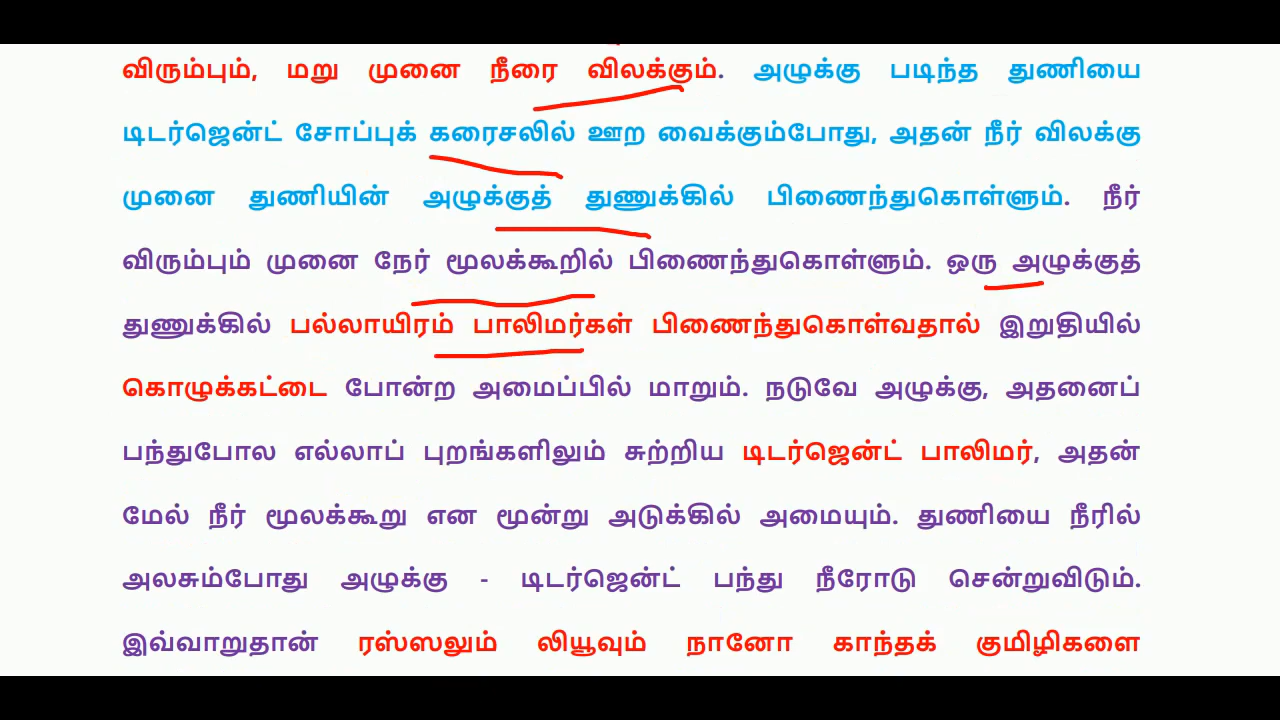 விரும்பும், மறு முனை நீரை விலக்கும். அழுக்கு படிந்த துணியை
டிடர்ஜென்ட் சோப்புக் கரைசலில் ஊற வைக்கும்போது, அதன் நீர் விலக்கு
முனை துணியின் அழுக்குத் துணுக்கில் பிணைந்துகொள்ளும். நீர்
விரும்பும் முனை நேர் மூலக்கூறில் பிணைந்துகொள்ளும். ஒரு அழுக்குத்
துணுக்கில் பல்லாயிரம் பாலிமர்கள் பிணைந்துகொள்வதால் இறுதியில்
கொழுக்கட்டை போன்ற அமைப்பில் மாறும். நடுவே அழுக்கு, அதனைப்
பந்துபோல எல்லாப் புறங்களிலும் சுற்றிய டிடர்ஜென்ட் பாலிமர், அதன்
மேல் நீர் மூலக்கூறு என மூன்று அடுக்கில் அமையும். துணியை நீரில்
அலசும்போது அழுக்கு - டிடர்ஜென்ட் பந்து நீரோடு சென்றுவிடும்.
இவ்வாறுதான் ரஸ்ஸலும் லியூவும் நானோ காந்தக் குமிழிகளை